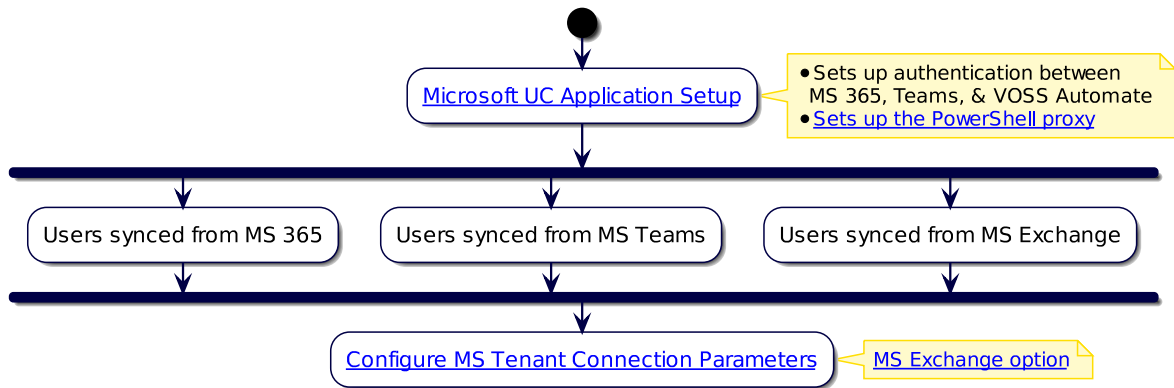 Microsoft UC Application Setup
• Sets up authentication between
MS 365, Teams, & VOSS Automate
• Sets up the PowerShell proxy
Users synced from MS 365
Users synced from MS Teams
Users synced from MS Exchange
Configure MS Tenant Connection Parameters
MS Exchange option